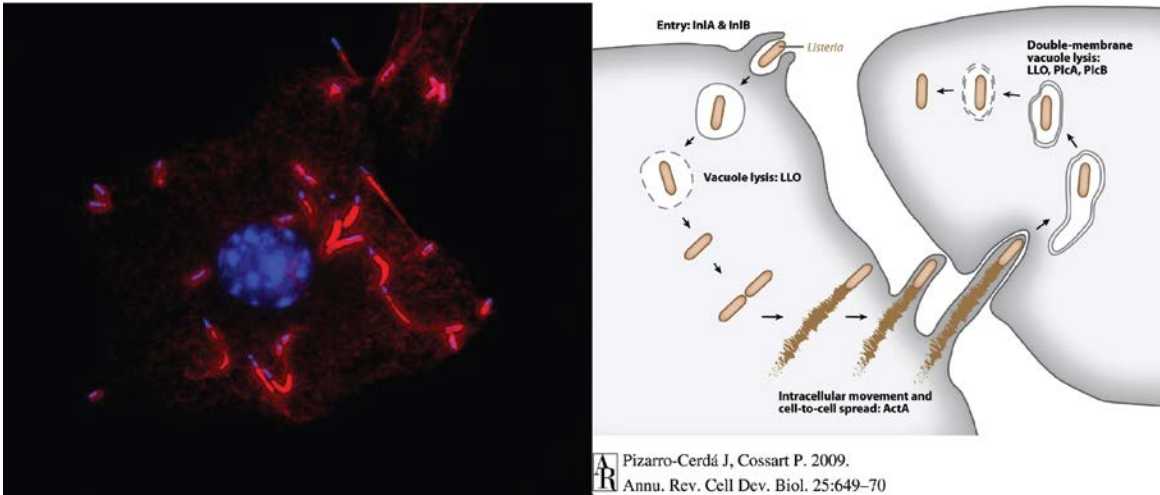 Entry: InlA & InlB
Listeria
Double-membrane
vacuole lysis:
LLO, PlcA, PlcB
Vacuole lysis: LLO
Intracellular movement and
cell-to-cell spread: ActA
AR
Pizarro-Cerdá J, Cossart P. 2009.
Annu. Rev. Cell Dev. Biol. 25:649–70